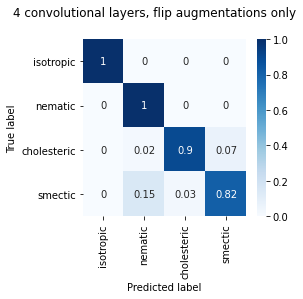 4 convolutional layers, flip augmentations only
True label
isotropic 1 0 0 0
nematic 0 1 0 0
cholesteric 0 0.02 0.9 0.07
smectic 0 0.15 0.03 0.82
isotropic nematic cholesteric smectic
Predicted label
1.0
0.8
0.6
0.4
0.2
0.0